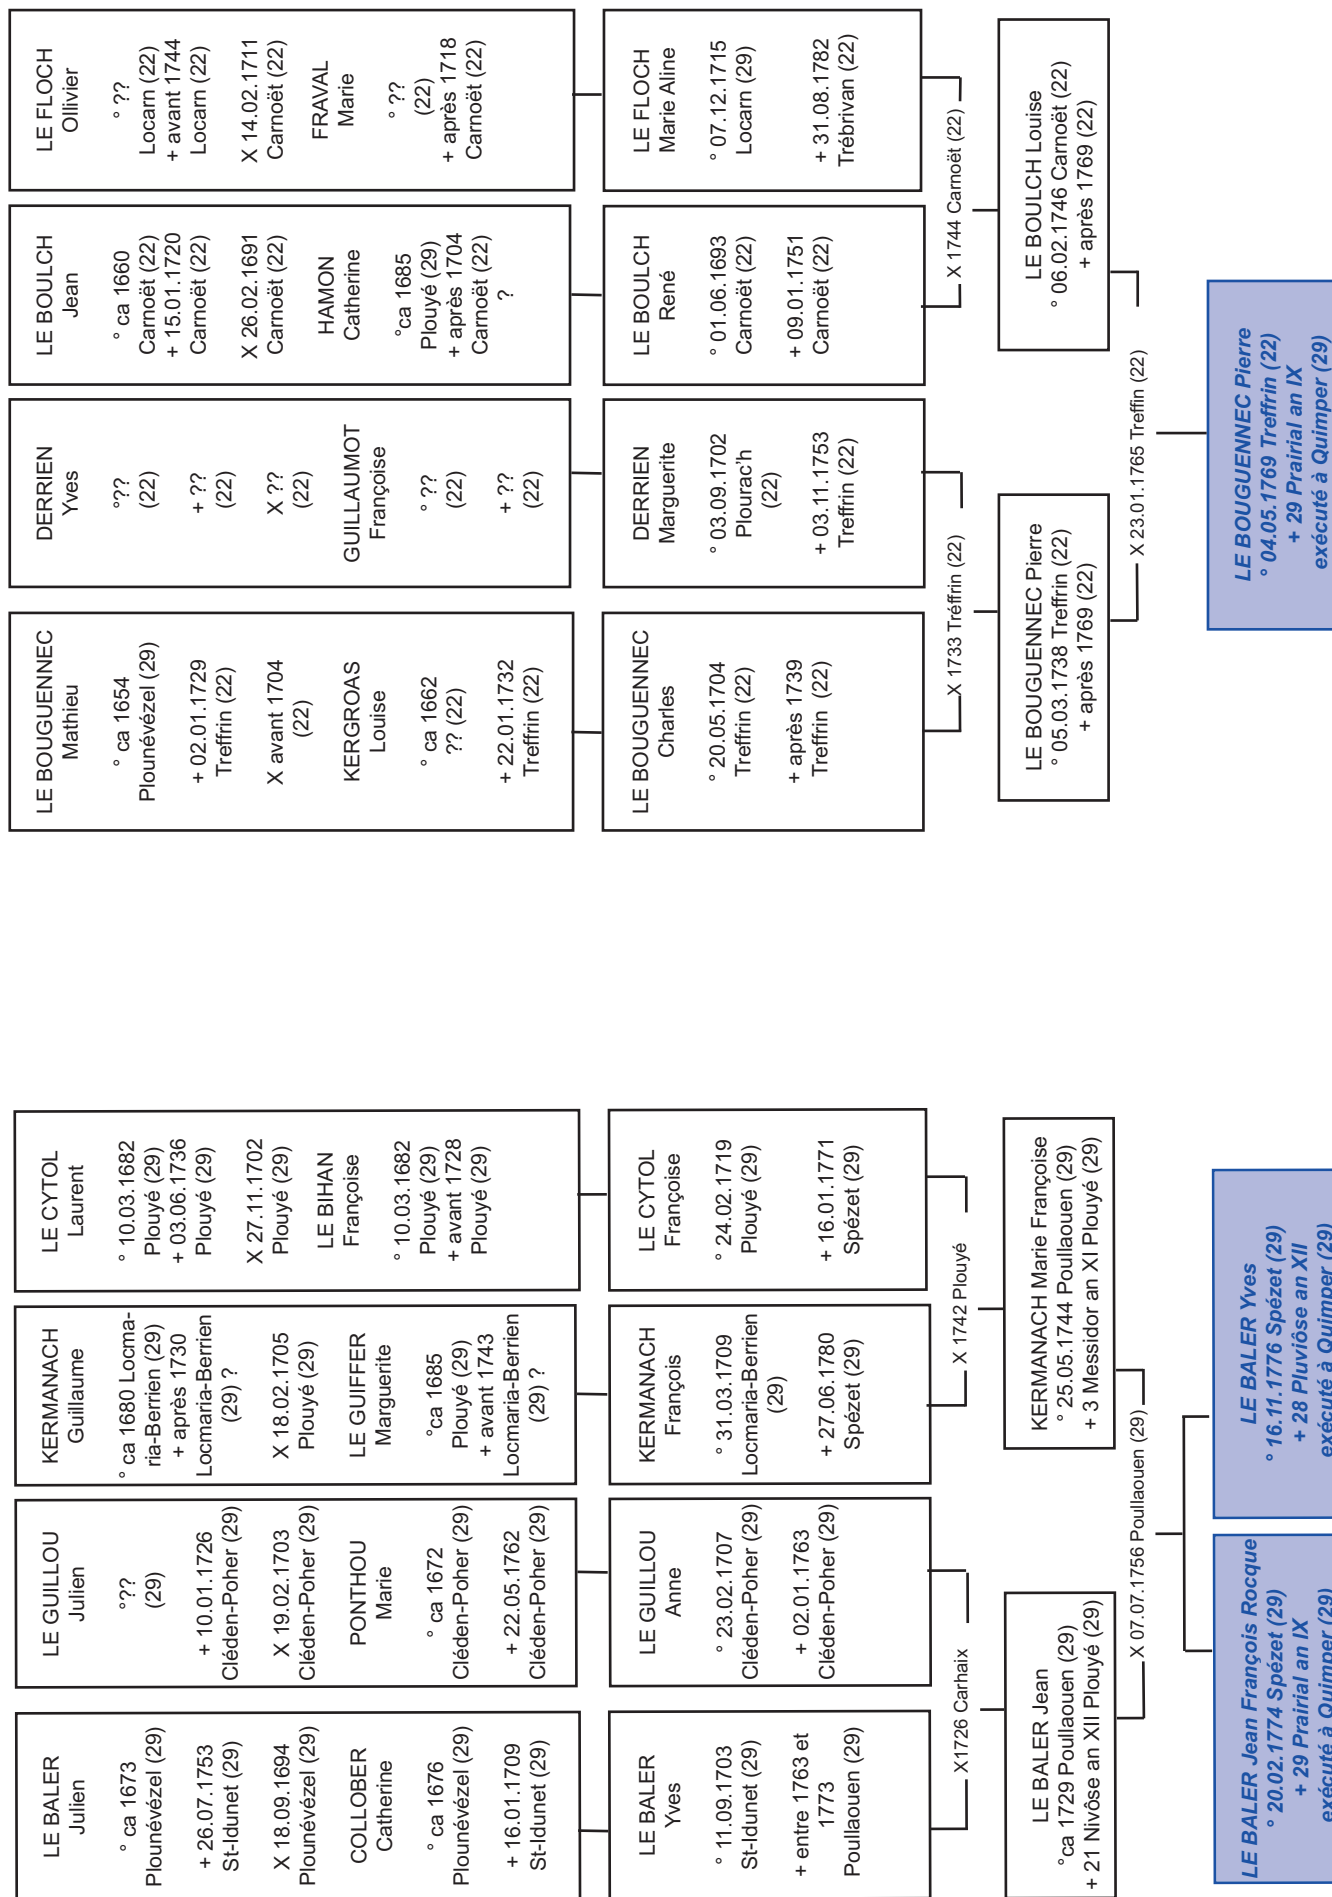 LE BALER
Julien
° ca 1673
Plounévézel (29)
+ 26.07.1753
St-Idunet (29)
X 18.09.1694
Plounévézel (29)
COLLOBER
Catherine
° ca 1676
Plounévézel (29)
+ 16.01.1709
St-Idunet (29)
LE GUILLOU
Julien
°??
(29)
+ 10.01.1726
Cléden-Poher (29)
X 19.02.1703
Cléden-Poher (29)
PONTHOU
Marie
° ca 1672
Cléden-Poher (29)
+ 22.05.1762
Cléden-Poher (29)
KERMANACH
Guillaume
° ca 1680 Locma-
ria-Berrien (29)
+ après 1730
Locmaria-Berrien
(29) ?
X 18.02.1705
Plouyé (29)
LE GUIFFER
Marguerite
°ca 1685
Plouyé (29)
+ avant 1743
Locmaria-Berrien
(29) ?
LE CYTOL
Laurent
° 10.03.1682
Plouyé (29)
+ 03.06.1736
Plouyé (29)
X 27.11.1702
Plouyé (29)
LE BIHAN
Françoise
° 10.03.1682
Plouyé (29)
+ avant 1728
Plouyé (29)
LE BALER
Yves
° 11.09.1703
St-Idunet (29)
+ entre 1763 et
1773
Poullaouen (29)
LE GUILLOU
Anne
° 23.02.1707
Cléden-Poher (29)
+ 02.01.1763
Cléden-Poher (29)
KERMANACH
François
° 31.03.1709
Locmaria-Berrien
(29)
+ 27.06.1780
Spézet (29)
LE CYTOL
Françoise
° 24.02.1719
Plouyé (29)
+ 16.01.1771
Spézet (29)
X1726 Carhaix
X 1742 Plouyé
LE BALER Jean
°ca 1729 Poullaouen (29)
+ 21 Nivôse an XII Plouyé (29)
KERMANACH Marie Françoise
° 25.05.1744 Poullaouen (29)
+ 3 Messidor an XI Plouyé (29)
X 07.07.1756 Poullaouen (29)
LE BALER Jean François Rocque
° 20.02.1774 Spézet (29)
+ 29 Prairial an IX
exécuté à Quimper (29)
LE BALER Yves
° 16.11.1776 Spézet (29)
+ 28 Pluviôse an XII
exécuté à Quimper (29)
LE BOUGUENNEC
Mathieu
° ca 1654
Plounévézel (29)
+ 02.01.1729
Treffrin (22)
X avant 1704
(22)
KERGROAS
Louise
° ca 1662
?? (22)
+ 22.01.1732
Treffrin (22)
DERRIEN
Yves
°??
(22)
+ ??
(22)
X ??
(22)
GUILLAUMOT
Françoise
° ??
(22)
+ ??
(22)
LE BOULCH
Jean
° ca 1660
Carnoët (22)
+ 15.01.1720
Carnoët (22)
X 26.02.1691
Carnoët (22)
HAMON
Catherine
°ca 1685
Plouyé (29)
+ après 1704
Carnoët (22)
?
LE FLOCH
Ollivier
° ??
Locarn (22)
+ avant 1744
Locarn (22)
X 14.02.1711
Carnoët (22)
FRAVAL
Marie
° ??
(22)
+ après 1718
Carnoët (22)
LE BOUGUENNEC
Charles
° 20.05.1704
Treffrin (22)
+ après 1739
Treffrin (22)
DERRIEN
Marguerite
° 03.09.1702
Plourac'h
(22)
+ 03.11.1753
Treffrin (22)
LE BOULCH
René
° 01.06.1693
Carnoët (22)
+ 09.01.1751
Carnoët (22)
LE FLOCH
Marie Aline
° 07.12.1715
Locarn (29)
+ 31.08.1782
Trébrivan (22)
X 1733 Tréffrin (22)
X 1744 Carnoët (22)
LE BOUGUENNEC Pierre
° 05.03.1738 Treffrin (22)
+ après 1769 (22)
LE BOULCH Louise
° 06.02.1746 Carnoët (22)
+ après 1769 (22)
X 23.01.1765 Treffin (22)
LE BOUGUENNEC Pierre
° 04.05.1769 Treffrin (22)
+ 29 Prairial an IX
exécuté à Quimper (29)